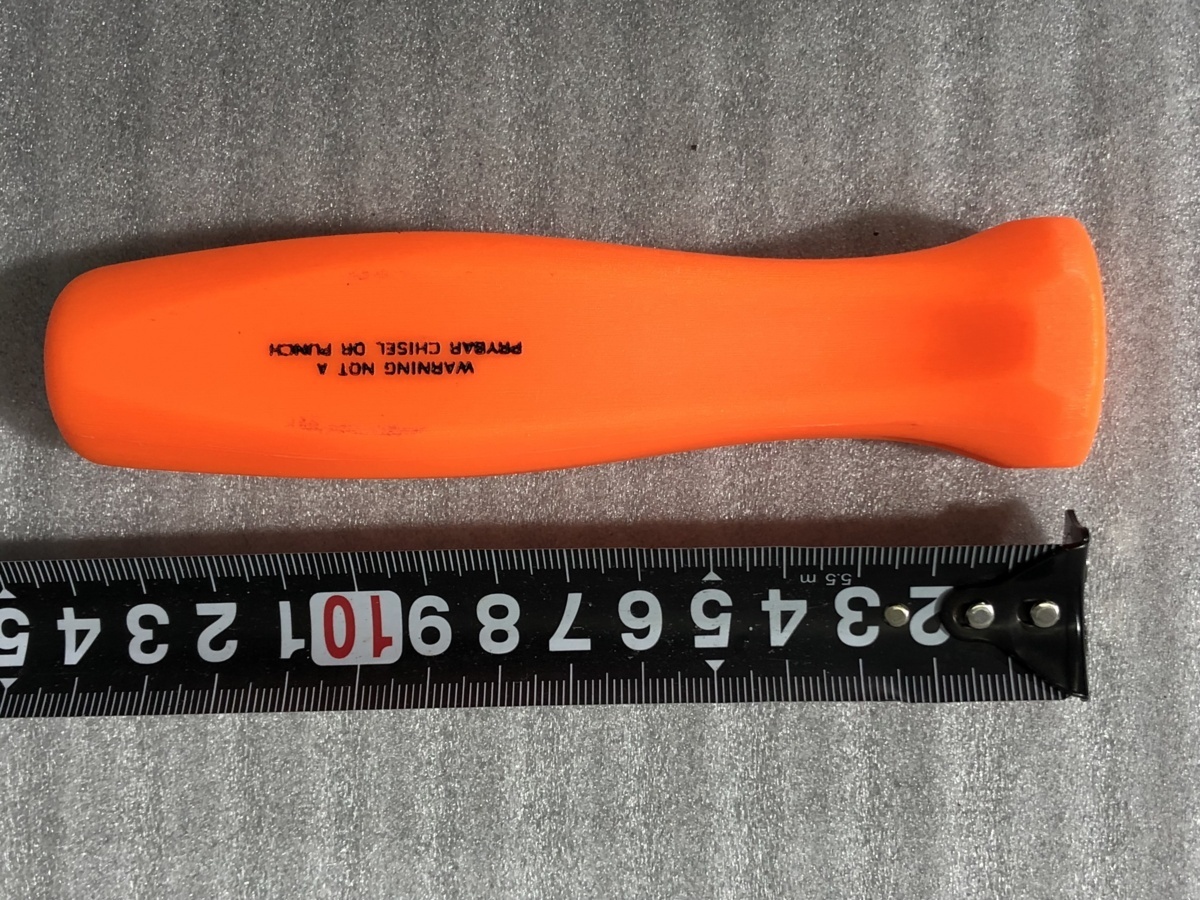 WARNING NOT A
PRYBAR CHISEL OR PUNCH
5.5 m
2 3 4 5 6 7 8 9 10 1 2 3 4 5